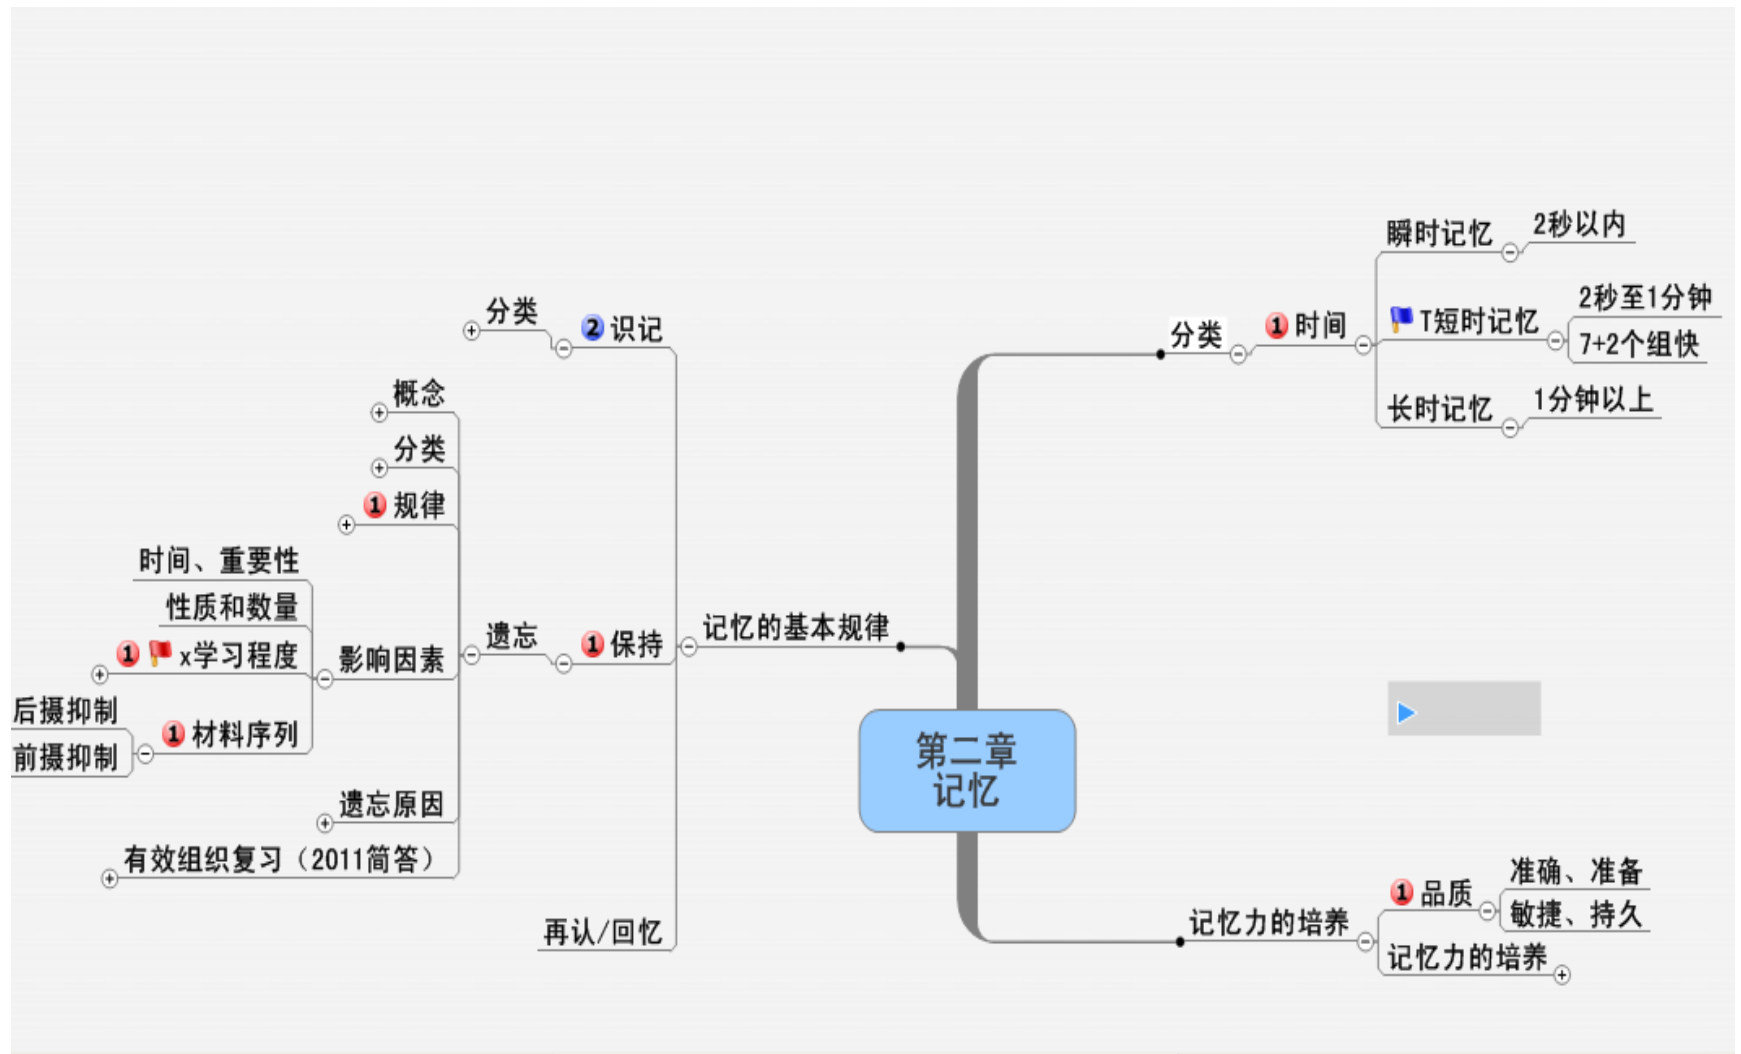 第二章
记忆
分类
1 时间
瞬时记忆
2秒以内
T短时记忆
2秒至1分钟
7+2个组快
长时记忆
1分钟以上
记忆的基本规律
2 识记
分类
1 保持
遗忘
概念
分类
1 规律
影响因素
时间、重要性
性质和数量
1 x学习程度
1 材料序列
后摄抑制
前摄抑制
遗忘原因
有效组织复习（2011简答）
再认/回忆
记忆力的培养
1 品质
准确、准备
敏捷、持久
记忆力的培养